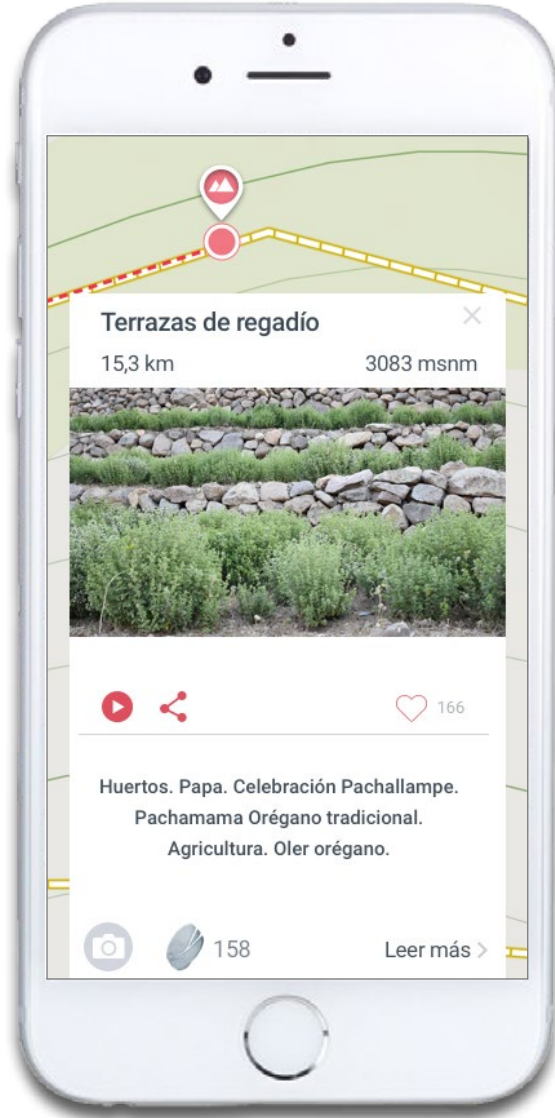 Terrazas de regadío
15,3 km 3083 msnm
166
Huertos. Papa. Celebración Pachallampe.
Pachamama Orégano tradicional.
Agricultura. Oler orégano.
158 Leer más